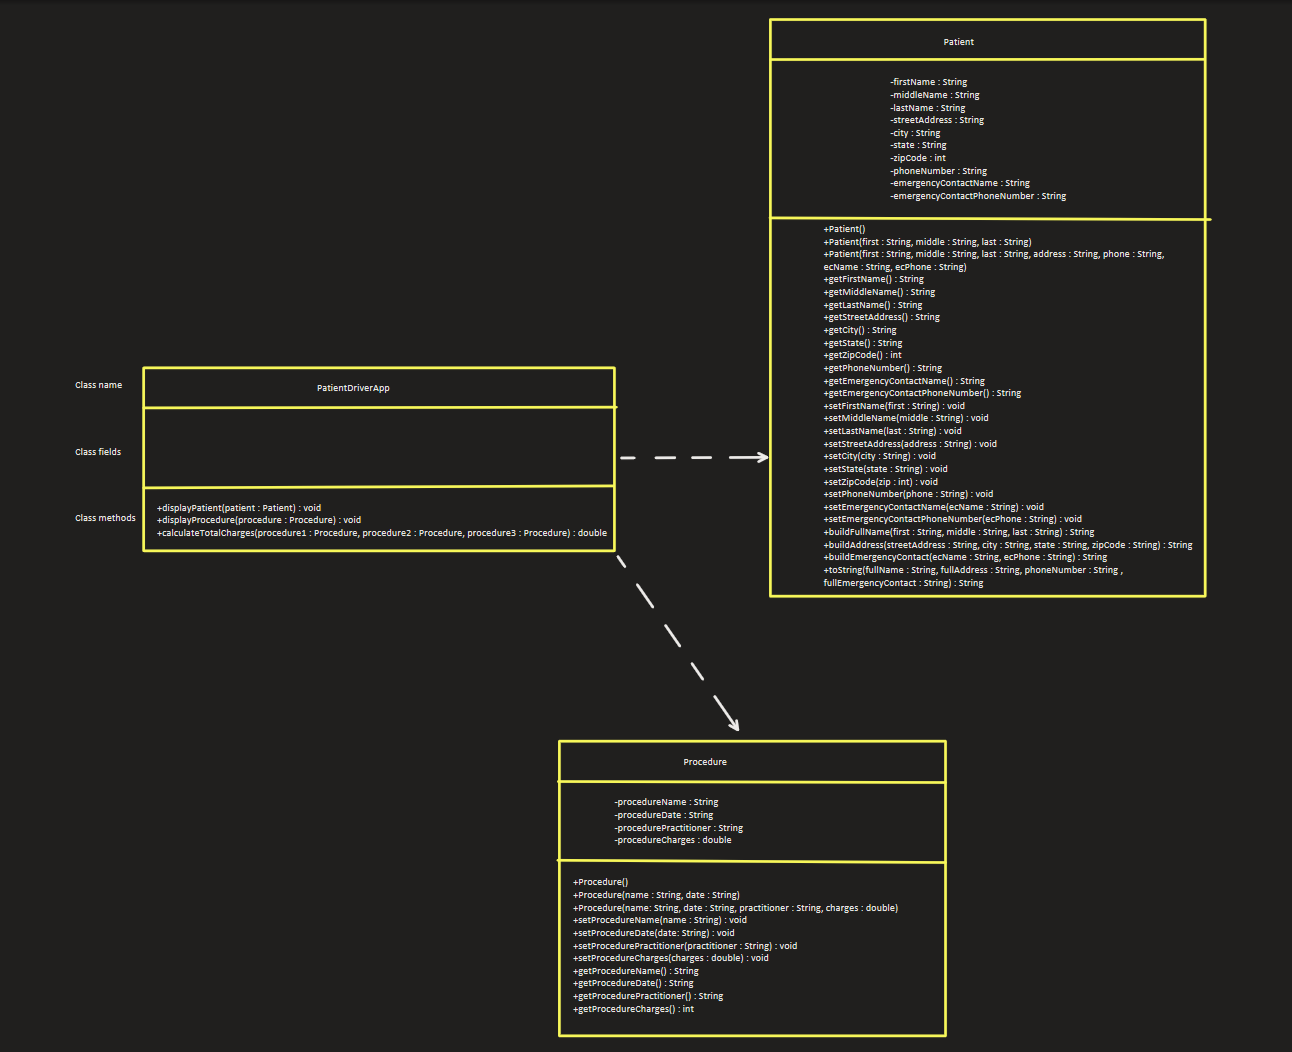 Patient
-firstName : String
-middleName : String
-lastName : String
-streetAddress : String
-city : String
-state : String
-zipCode : int
-phoneNumber : String
-emergencyContactName : String
-emergencyContactPhoneNumber : String
+Patient()
+Patient(first : String, middle : String, last : String)
+Patient(first : String, middle : String, last : String, address : String, phone : String,
ecName : String, ecPhone : String)
+getFirstName() : String
+getMiddleName() : String
+getLastName() : String
+getStreetAddress() : String
+getCity() : String
+getState() : String
+getZipCode() : int
+getPhoneNumber() : String
+getEmergencyContactName() : String
+getEmergencyContactPhoneNumber() : String
+setFirstName(first : String) : void
+setMiddleName(middle : String) : void
+setLastName(last : String) : void
+setStreetAddress(address : String) : void
+setCity(city : String) : void
+setState(state : String) : void
+setZipCode(zip : int) : void
+setPhoneNumber(phone : String) : void
+setEmergencyContactName(ecName : String) : void
+setEmergencyContactPhoneNumber(ecPhone : String) : void
+buildFullName(first : String, middle : String, last : String) : String
+buildAddress(streetAddress : String, city : String, state : String, zipCode : String) : String
+buildEmergencyContact(ecName : String, ecPhone : String) : String
+toString(fullName : String, fullAddress : String, phoneNumber : String ,
fullEmergencyContact : String) : String
Class name
PatientDriverApp
Class fields
Class methods
+displayPatient(patient : Patient) : void
+displayProcedure(procedure : Procedure) : void
+calculateTotalCharges(procedure1 : Procedure, procedure2 : Procedure, procedure3 : Procedure) : double
Procedure
-procedureName : String
-procedureDate : String
-procedurePractitioner : String
-procedureCharges : double
+Procedure()
+Procedure(name : String, date : String)
+Procedure(name: String, date : String, practitioner : String, charges : double)
+setProcedureName(name : String) : void
+setProcedureDate(date: String) : void
+setProcedurePractitioner(practitioner : String) : void
+setProcedureCharges(charges : double) : void
+getProcedureName() : String
+getProcedureDate() : String
+getProcedurePractitioner() : String
+getProcedureCharges() : int